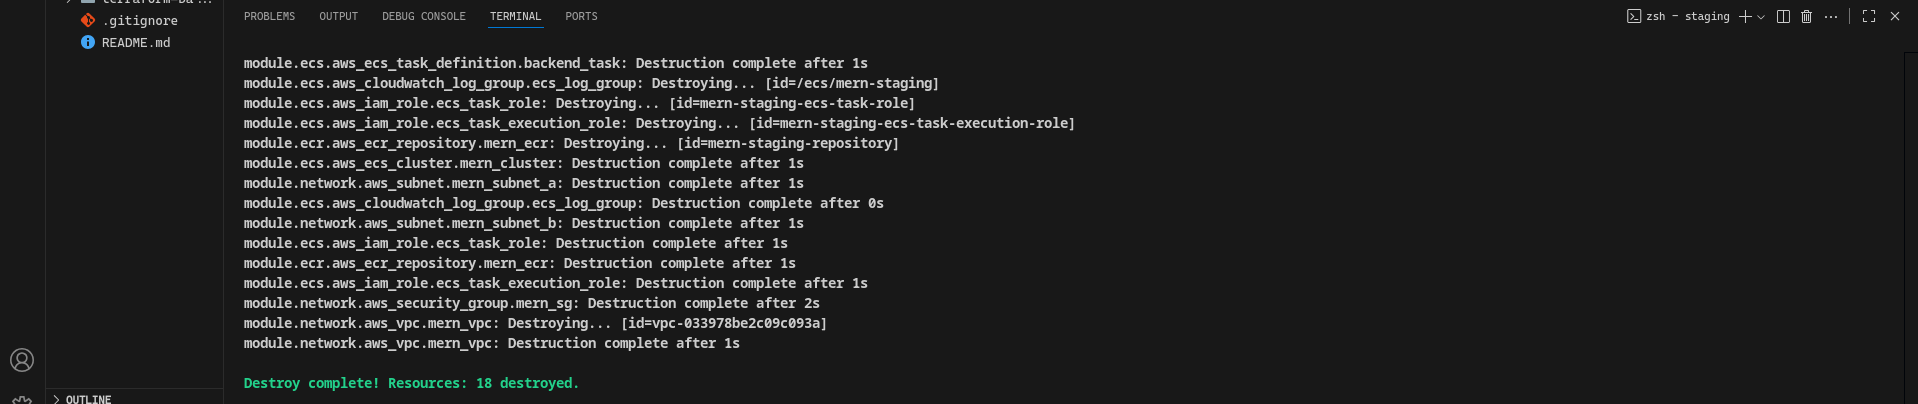 PROBLEMS OUTPUT DEBUG CONSOLE TERMINAL PORTS
zsh - staging
.gitignore
README.md
module.ecs.aws_ecs_task_definition.backend_task: Destruction complete after 1s
module.ecs.aws_cloudwatch_log_group.ecs_log_group: Destroying... [id=/ecs/mern-staging]
module.ecs.aws_iam_role.ecs_task_role: Destroying... [id=mern-staging-ecs-task-role]
module.ecs.aws_iam_role.ecs_task_execution_role: Destroying... [id=mern-staging-ecs-task-execution-role]
module.ecr.aws_ecr_repository.mern_ecr: Destroying... [id=mern-staging-repository]
module.ecs.aws_ecs_cluster.mern_cluster: Destruction complete after 1s
module.network.aws_subnet.mern_subnet_a: Destruction complete after 1s
module.ecs.aws_cloudwatch_log_group.ecs_log_group: Destruction complete after 0s
module.network.aws_subnet.mern_subnet_b: Destruction complete after 1s
module.ecs.aws_iam_role.ecs_task_role: Destruction complete after 1s
module.ecr.aws_ecr_repository.mern_ecr: Destruction complete after 1s
module.ecs.aws_iam_role.ecs_task_execution_role: Destruction complete after 1s
module.network.aws_security_group.mern_sg: Destruction complete after 2s
module.network.aws_vpc.mern_vpc: Destroying... [id=vpc-033978be2c09c093a]
module.network.aws_vpc.mern_vpc: Destruction complete after 1s
Destroy complete! Resources: 18 destroyed.
OUTLINE